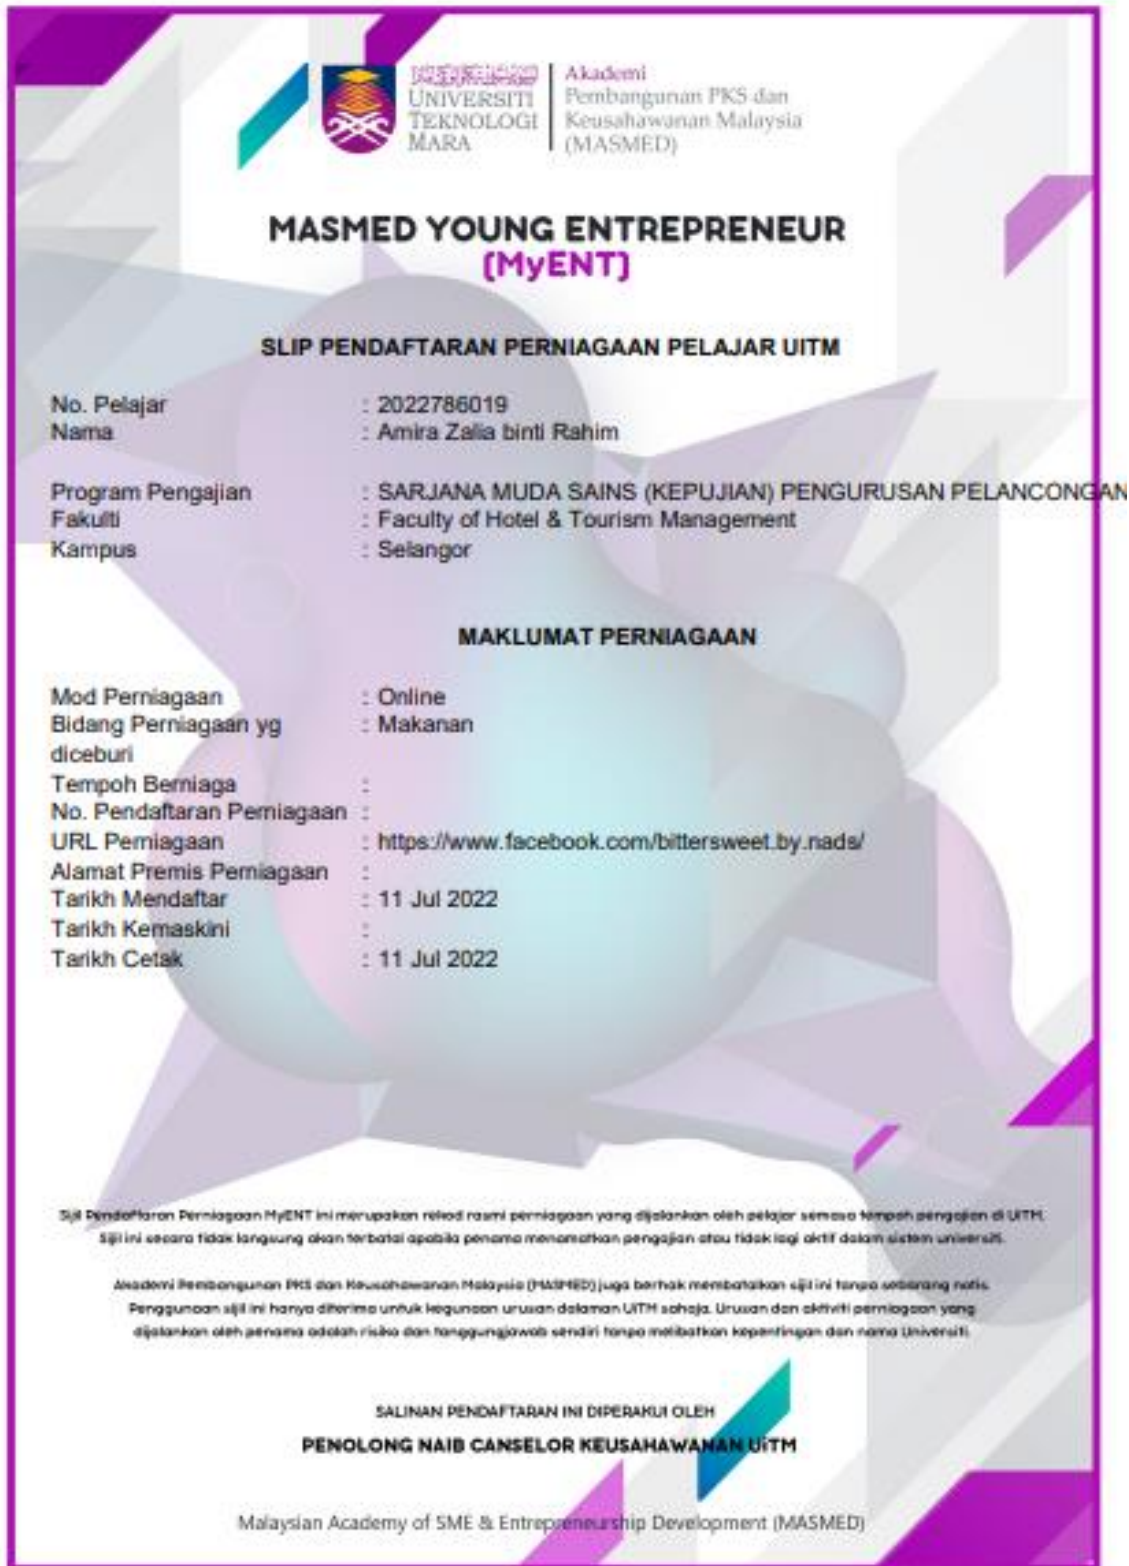 UNIVERSITI
TEKNOLOGI
MARA
Akademi
Pembangunan PKS dan
Keusahawanan Malaysia
(MASMED)
MASMED YOUNG ENTREPRENEUR
(MyENT)
SLIP PENDAFTARAN PERNIAGAAN PELAJAR UITM
No. Pelajar : 2022786019
Nama : Amira Zalia binti Rahim
Program Pengajian : SARJANA MUDA SAINS (KEPUJIAN) PENGURUSAN PELANCONGAN
Fakulti : Faculty of Hotel & Tourism Management
Kampus : Selangor
MAKLUMAT PERNIAGAAN
Mod Perniagaan : Online
Bidang Perniagaan yg : Makanan
diceburi
Tempoh Berniaga :
No. Pendaftaran Perniagaan :
URL Perniagaan : https://www.facebook.com/bittersweet.by.nads/
Alamat Premis Perniagaan :
Tarikh Mendaftar : 11 Jul 2022
Tarikh Kemaskini :
Tarikh Cetak : 11 Jul 2022
Sijil Pendaftaran Perniagaan MyENT ini merupakan rekod rasmi perniagaan yang dijalankan oleh pelajar semasa tempoh pengajian di UiTM.
Sijil ini secara tidak langsung akan terbatal apabila penama menamatkan pengajian atau tidak lagi aktif dalam sistem universiti.
Akademi Pembangunan PKS dan Keusahawanan Malaysia (MASMED) juga berhak membatalkan sijil ini tanpa sebarang notis.
Penggunaan sijil ini hanya diterima untuk kegunaan urusan dalaman UiTM sahaja. Urusan dan aktiviti perniagaan yang
dijalankan oleh penama adalah risiko dan tanggungjawab sendiri tanpa melibatkan kepentingan dan nama Universiti.
SALINAN PENDAFTARAN INI DIPERAKUI OLEH
PENOLONG NAIB CANSELOR KEUSAHAWANAN UiTM
Malaysian Academy of SME & Entrepreneurship Development (MASMED)